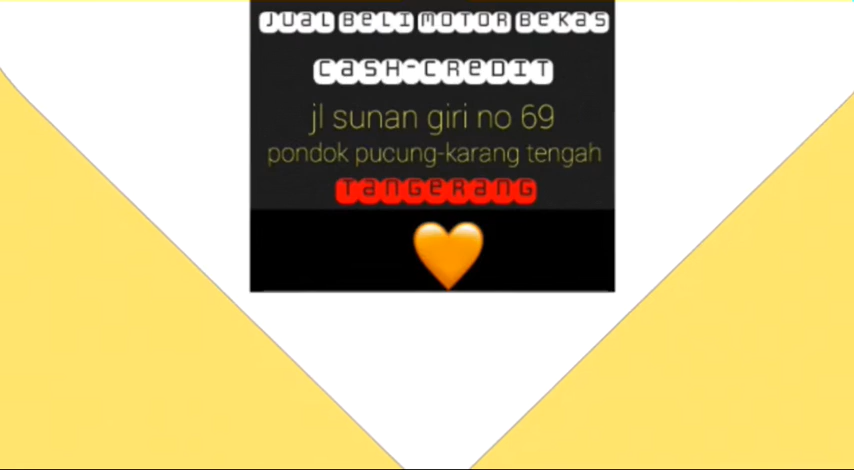 JUAL BELI MOTOR BEKAS
CASH-CREDIT
jl sunan giri no 69
pondok pucung-karang tengah
TANGERANG